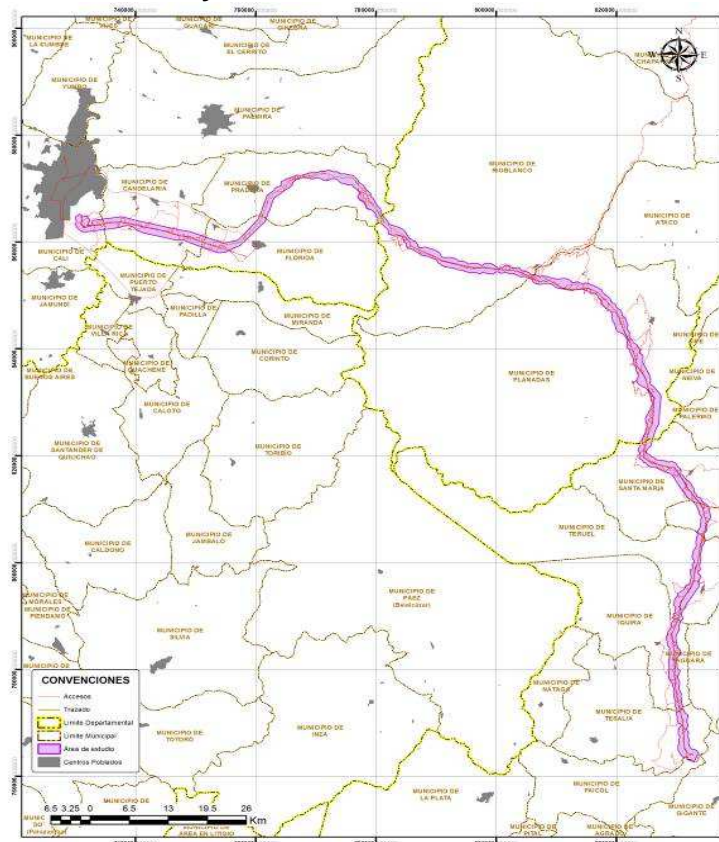 MUNICIPIO DE
LA CUMBRE
MUNICIPIO DE
EL CERRITO
N
W
E
S
MUNICIPIO DE
YUMBO
MUNICIPIO DE
PALMIRA
MUNICIPIO DE
CANDELARIA
MUNICIPIO DE
PRADERA
MUNICIPIO DE
RIOBLANCO
MUNICIPIO DE
ATACO
MUNICIPIO DE
CALI
MUNICIPIO DE
FLORIDA
MUNICIPIO DE
PUERTO
TEJADA
MUNICIPIO DE
JAMUNDÍ
MUNICIPIO DE
PADILLA
MUNICIPIO DE
MIRANDA
MUNICIPIO DE
VILLA RICA
MUNICIPIO DE
CORINTO
MUNICIPIO DE
GUACHENE
MUNICIPIO DE
PLANADAS
MUNICIPIO DE
NEIVA
MUNICIPIO DE
BUENOS AIRES
MUNICIPIO DE
CALOTO
MUNICIPIO DE
PALERMO
MUNICIPIO DE
SANTANDER DE
QUILICHAO
MUNICIPIO DE
TORIBIO
MUNICIPIO DE
SANTA MARIA
MUNICIPIO DE
TERUEL
MUNICIPIO DE
CALDONO
MUNICIPIO DE
JAMBALÓ
MUNICIPIO DE
PAEZ
(Belalcázar)
MUNICIPIO DE
MORALES
MUNICIPIO DE
PIENDAMO
MUNICIPIO DE
IQUIRA
MUNICIPIO DE
SILVIA
MUNICIPIO DE
YAGUARA
MUNICIPIO DE
NATAGA
MUNICIPIO DE
TESALIA
MUNICIPIO DE
TOTORO
MUNICIPIO DE
INZA
MUNICIPIO DE
PAICOL
MUNICIPIO DE
LA PLATA
MUNICIPIO DE
GIGANTE
CONVENCIONES
Accesos
Trazado
Límite Departamental
Límite Municipal
Área de estudio
Centros Poblados
6.5 3.25 0 6.5 13 19.5 26
Km